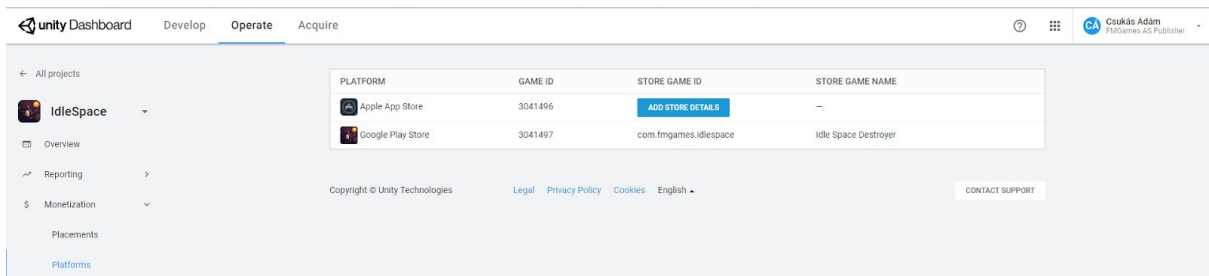 unity Dashboard Develop Operate Acquire CÁ Csukás Ádám
FMGames AS Publisher
All projects
IdleSpace
Overview
Reporting
Monetization
Placements
Platforms
PLATFORM GAME ID STORE GAME ID STORE GAME NAME
Apple App Store 3041496 ADD STORE DETAILS –
Google Play Store 3041497 com.fmgames.idlespace Idle Space Destroyer
Copyright © Unity Technologies Legal Privacy Policy Cookies English CONTACT SUPPORT